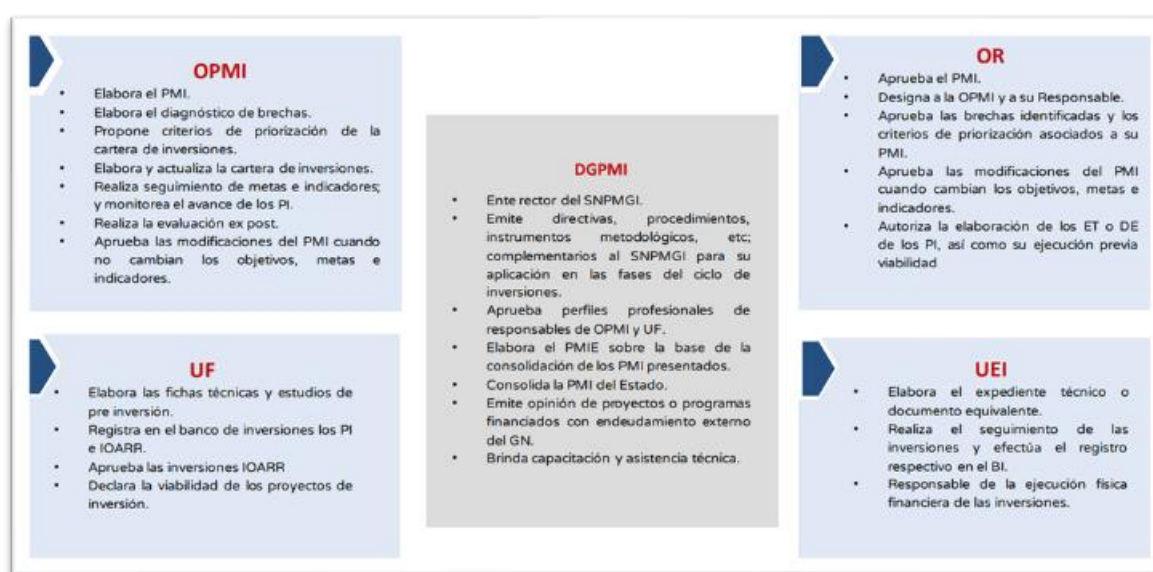 OPMI
• Elabora el PMI.
• Elabora el diagnóstico de brechas.
• Propone criterios de priorización de la
cartera de inversiones.
• Elabora y actualiza la cartera de inversiones.
• Realiza seguimiento de metas e indicadores;
y monitorea el avance de los PI.
• Realiza la evaluación ex post.
• Aprueba las modificaciones del PMI cuando
no cambian los objetivos, metas e
indicadores.
UF
• Elabora las fichas técnicas y estudios de
pre inversión.
• Registra en el banco de inversiones los PI
e IOARR.
• Aprueba las inversiones IOARR
• Declara la viabilidad de los proyectos de
inversión.
DGPMI
• Ente rector del SNPMGI.
• Emite directivas, procedimientos,
instrumentos metodológicos, etc;
complementarios al SNPMGI para su
aplicación en las fases del ciclo de
inversiones.
• Aprueba perfiles profesionales de
responsables de OPMI y UF.
• Elabora el PMIE sobre la base de la
consolidación de los PMI presentados.
• Consolida la PMI del Estado.
• Emite opinión de proyectos o programas
financiados con endeudamiento externo
del GN.
• Brinda capacitación y asistencia técnica.
OR
• Aprueba el PMI.
• Designa a la OPMI y a su Responsable.
• Aprueba las brechas identificadas y los
criterios de priorización asociados a su
PMI.
• Aprueba las modificaciones del PMI
cuando cambian los objetivos, metas e
indicadores.
• Autoriza la elaboración de los ET o DE
de los PI, así como su ejecución previa
viabilidad
UEI
• Elabora el expediente técnico o
documento equivalente.
• Realiza el seguimiento de las
inversiones y efectúa el registro
respectivo en el BI.
• Responsable de la ejecución física
financiera de las inversiones.